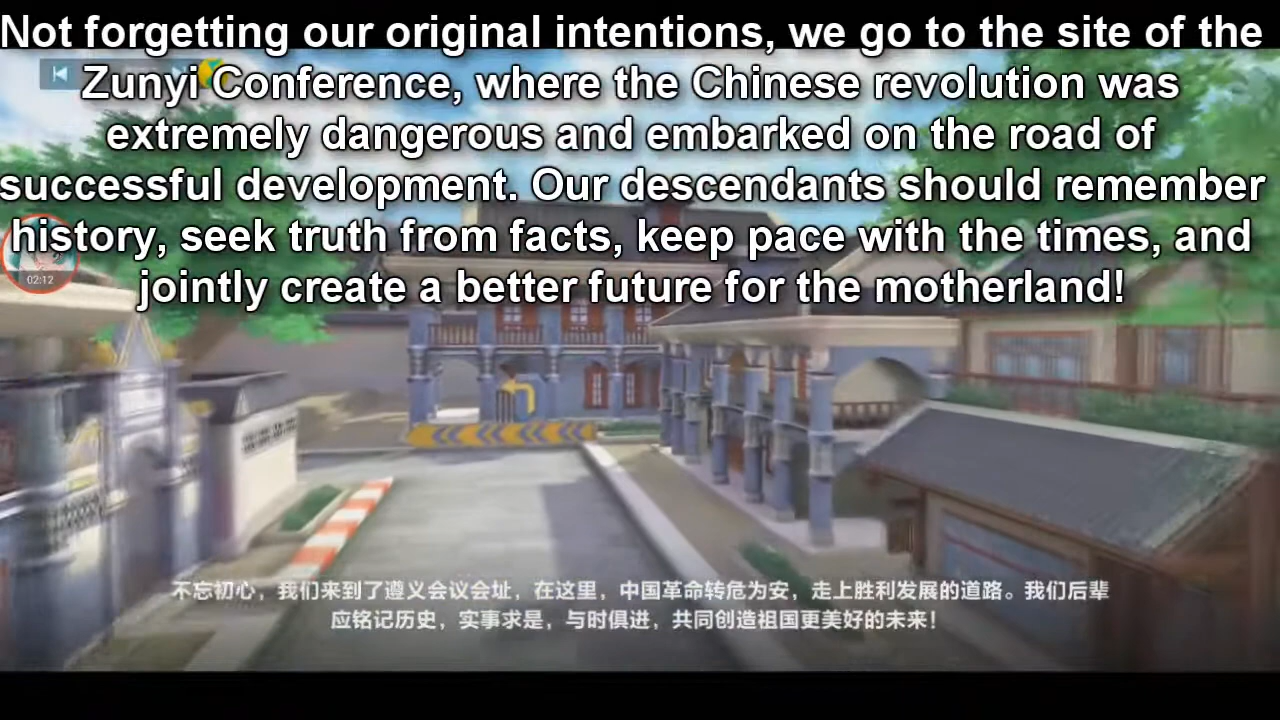 Not forgetting our original intentions, we go to the site of the
Zunyi Conference, where the Chinese revolution was
extremely dangerous and embarked on the road of
successful development. Our descendants should remember
history, seek truth from facts, keep pace with the times, and
jointly create a better future for the motherland!
02:12
不忘初心，我们来到了遵义会议会址，在这里，中国革命转危为安，走上胜利发展的道路。我们后辈
应铭记历史，实事求是，与时俱进，共同创造祖国更美好的未来！